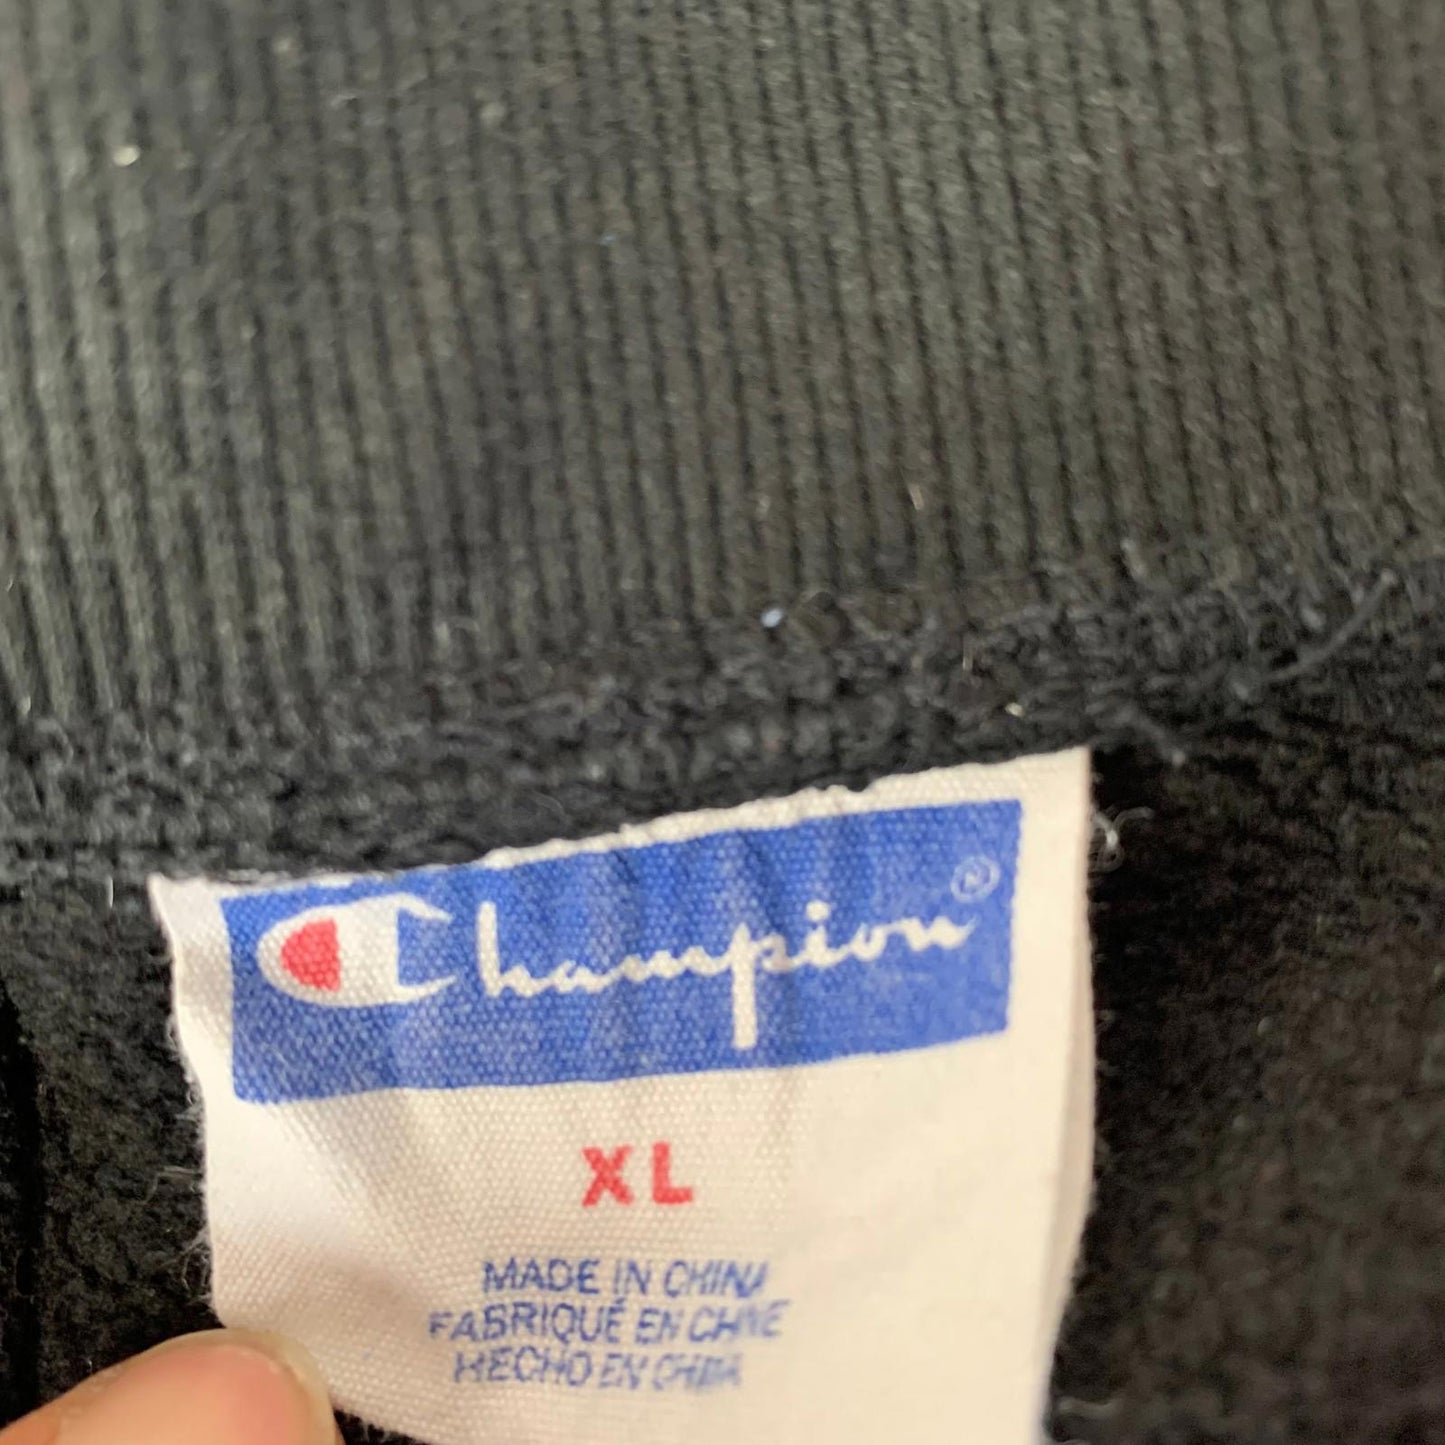 Champion®
XL
MADE IN CHINA
FABRIQUÉ EN CHINE
HECHO EN CHINA